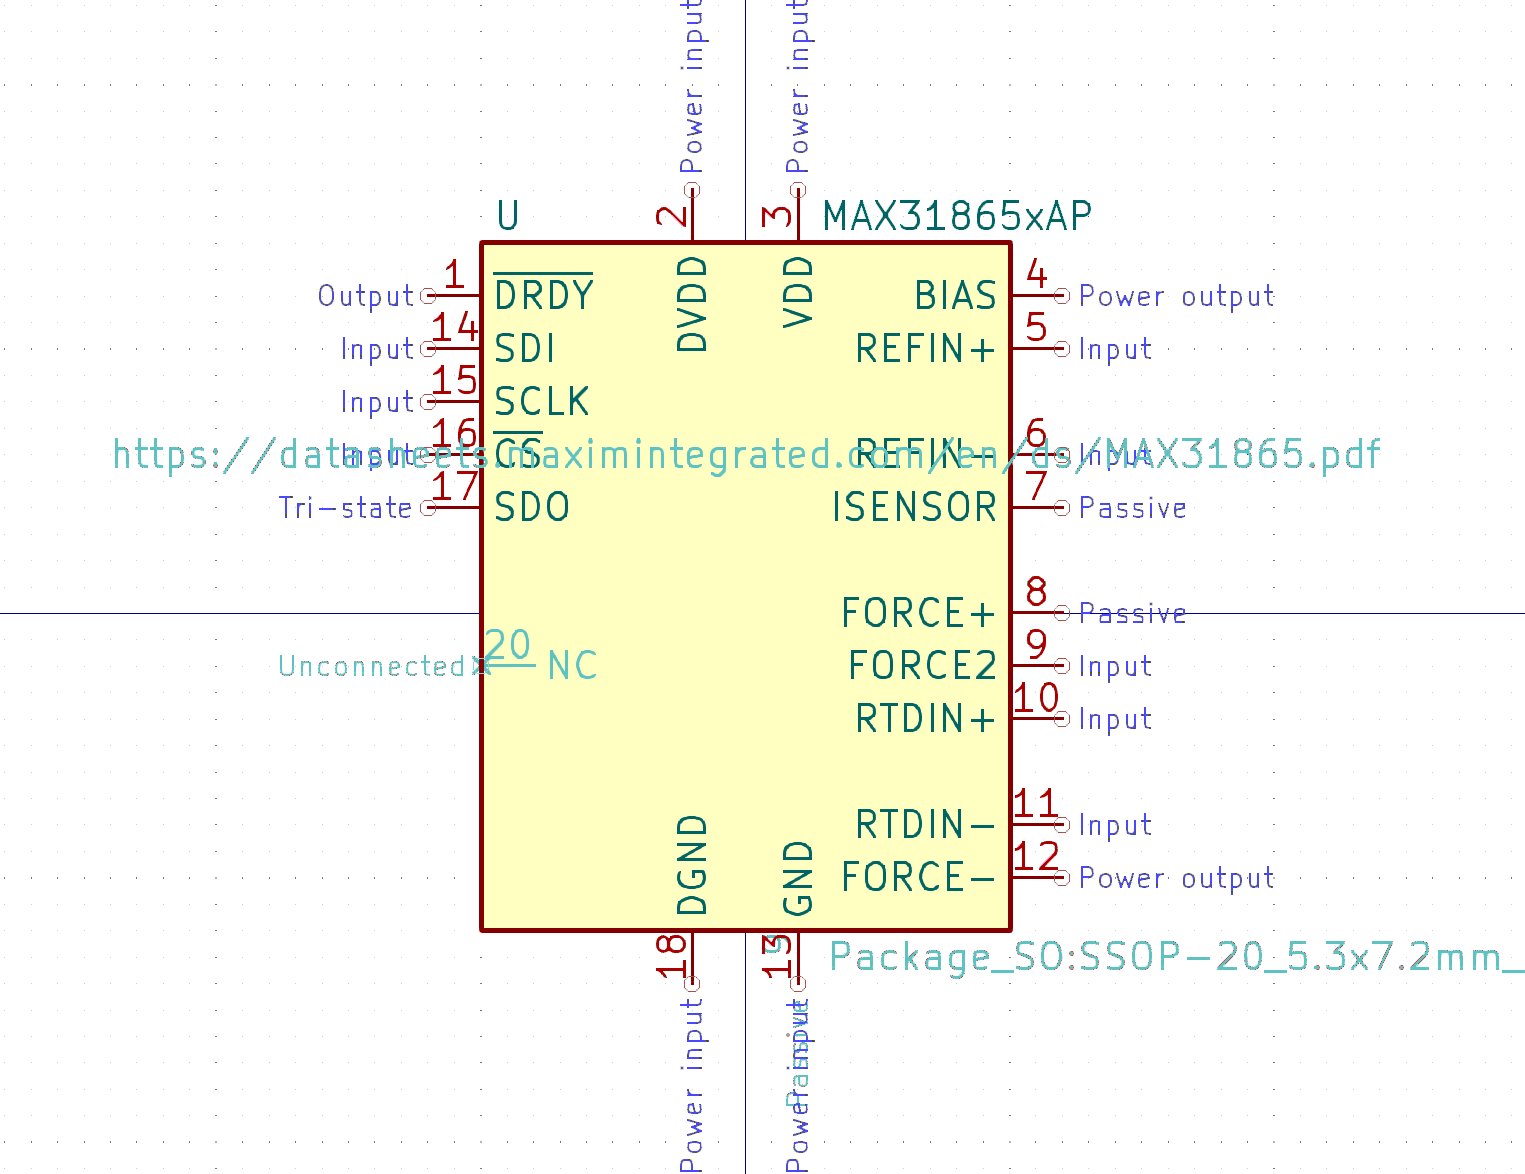 Power input
Power input
U
2
3
MAX31865xAP
Output 1 DRDY
DVDD
VDD
BIAS 4 Power output
Input 14 SDI
REFIN+ 5 Input
Input 15 SCLK
Input 16 CS
REFIN- 6 Input
https://datasheets.maximintegrated.com/en/ds/MAX31865.pdf
Tri-state 17 SDO
ISENSOR 7 Passive
FORCE+ 8 Passive
Unconnected 20 NC
FORCE2 9 Input
RTDIN+ 10 Input
RTDIN- 11 Input
DGND
GND
FORCE- 12 Power output
18
13
Package_SO:SSOP-20_5.3x7.2mm_
Power input
Power input
Passive